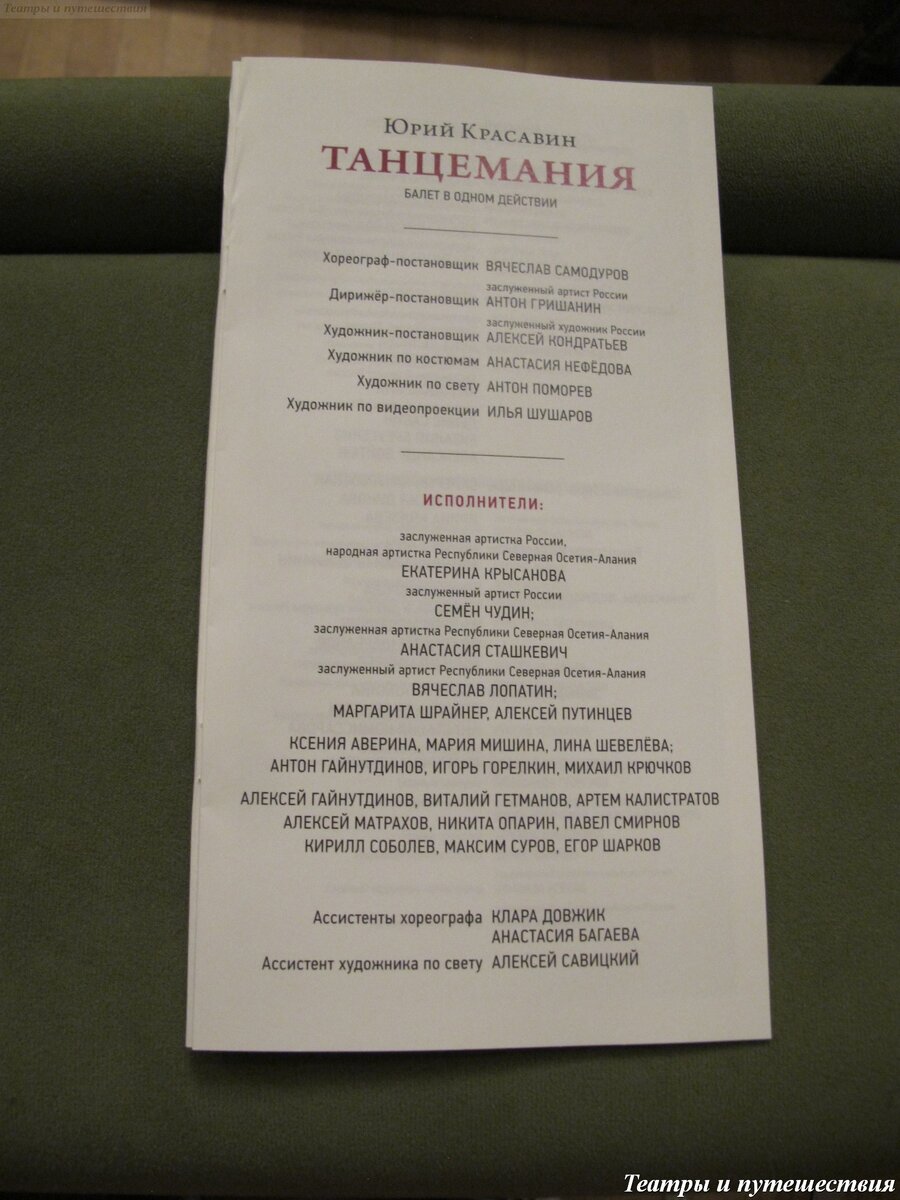 Театры и путешествия
Юрий Красавин
ТАНЦЕМАНИЯ
БАЛЕТ В ОДНОМ ДЕЙСТВИИ
Хореограф-постановщик ВЯЧЕСЛАВ САМОДУРОВ
заслуженный артист России
Дирижёр-постановщик АНТОН ГРИШАНИН
заслуженный художник России
Художник-постановщик АЛЕКСЕЙ КОНДРАТЬЕВ
Художник по костюмам АНАСТАСИЯ НЕФЁДОВА
Художник по свету АНТОН ПОМОРЕВ
Художник по видеопроекции ИЛЬЯ ШУШАРОВ
ИСПОЛНИТЕЛИ:
заслуженная артистка России,
народная артистка Республики Северная Осетия-Алания
ЕКАТЕРИНА КРЫСАНОВА
заслуженный артист России
СЕМЁН ЧУДИН;
заслуженная артистка Республики Северная Осетия-Алания
АНАСТАСИЯ СТАШКЕВИЧ
заслуженный артист Республики Северная Осетия-Алания
ВЯЧЕСЛАВ ЛОПАТИН;
МАРГАРИТА ШРАЙНЕР, АЛЕКСЕЙ ПУТИНЦЕВ
КСЕНИЯ АВЕРИНА, МАРИЯ МИШИНА, ЛИНА ШЕВЕЛЁВА;
АНТОН ГАЙНУТДИНОВ, ИГОРЬ ГОРЕЛКИН, МИХАИЛ КРЮЧКОВ
АЛЕКСЕЙ ГАЙНУТДИНОВ, ВИТАЛИЙ ГЕТМАНОВ, АРТЕМ КАЛИСТРАТОВ
АЛЕКСЕЙ МАТРАХОВ, НИКИТА ОПАРИН, ПАВЕЛ СМИРНОВ
КИРИЛЛ СОБОЛЕВ, МАКСИМ СУРОВ, ЕГОР ШАРКОВ
Ассистенты хореографа КЛАРА ДОВЖИК
АНАСТАСИЯ БАГАЕВА
Ассистент художника по свету АЛЕКСЕЙ САВИЦКИЙ
Театры и путешествия